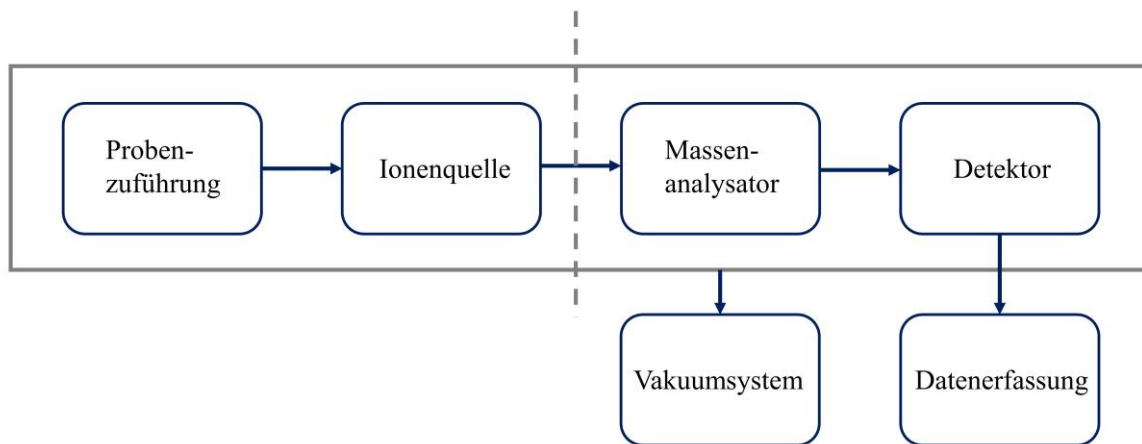 Proben-
zuführung
Ionenquelle
Massen-
analysator
Detektor
Vakuumsystem
Datenerfassung